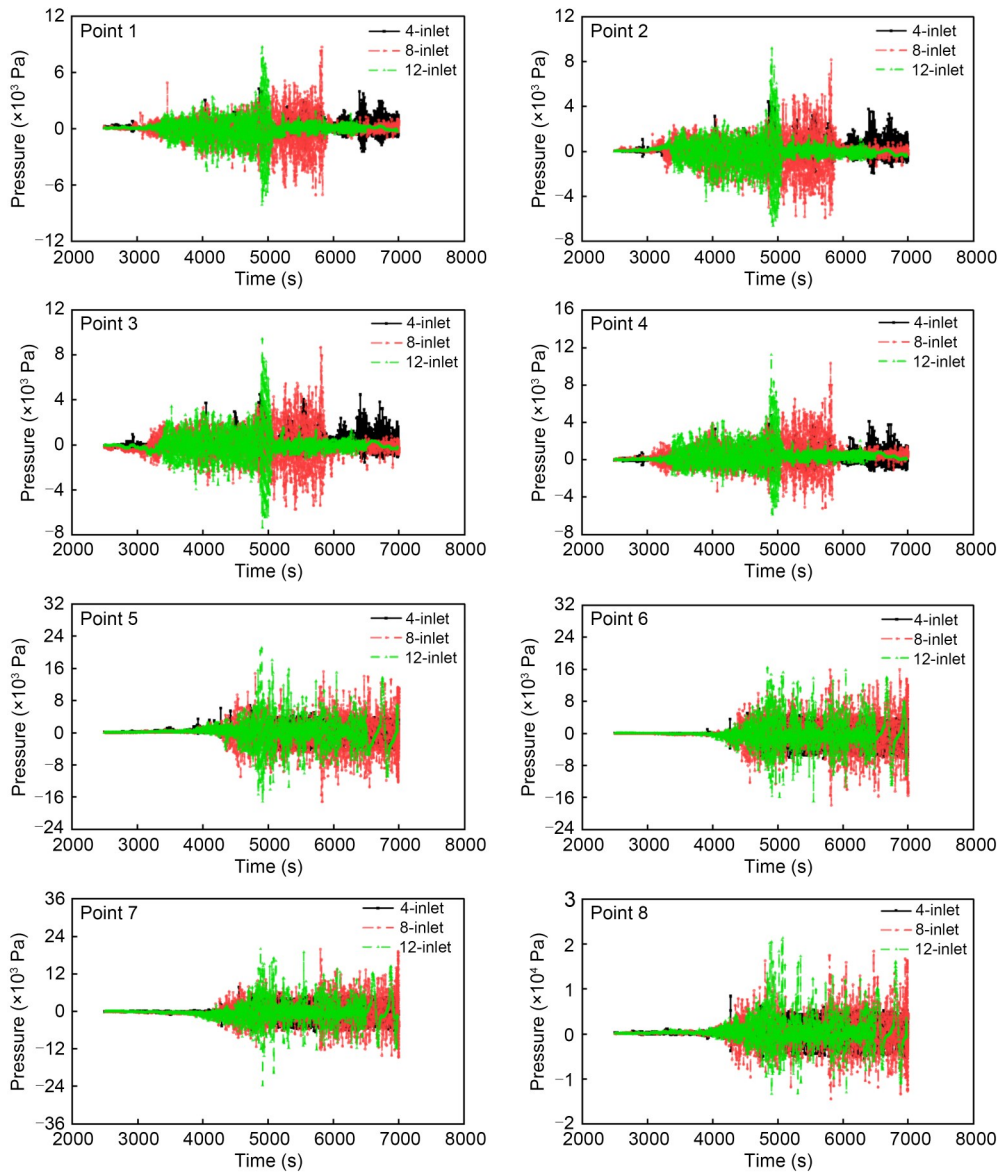 Point 1
4-inlet
8-inlet
12-inlet
Pressure (×10³ Pa)
12
6
0
−6
−12
2000 3000 4000 5000 6000 7000 8000
Time (s)
Point 2
4-inlet
8-inlet
12-inlet
Pressure (×10³ Pa)
12
8
4
0
−4
−8
2000 3000 4000 5000 6000 7000 8000
Time (s)
Point 3
4-inlet
8-inlet
12-inlet
Pressure (×10³ Pa)
12
8
4
0
−4
−8
2000 3000 4000 5000 6000 7000 8000
Time (s)
Point 4
4-inlet
8-inlet
12-inlet
Pressure (×10³ Pa)
16
12
8
4
0
−4
−8
2000 3000 4000 5000 6000 7000 8000
Time (s)
Point 5
4-inlet
8-inlet
12-inlet
Pressure (×10³ Pa)
32
24
16
8
0
−8
−16
−24
2000 3000 4000 5000 6000 7000 8000
Time (s)
Point 6
4-inlet
8-inlet
12-inlet
Pressure (×10³ Pa)
32
24
16
8
0
−8
−16
−24
2000 3000 4000 5000 6000 7000 8000
Time (s)
Point 7
4-inlet
8-inlet
12-inlet
Pressure (×10³ Pa)
36
24
12
0
−12
−24
−36
2000 3000 4000 5000 6000 7000 8000
Time (s)
Point 8
4-inlet
8-inlet
12-inlet
Pressure (×10⁴ Pa)
3
2
1
0
−1
−2
2000 3000 4000 5000 6000 7000 8000
Time (s)